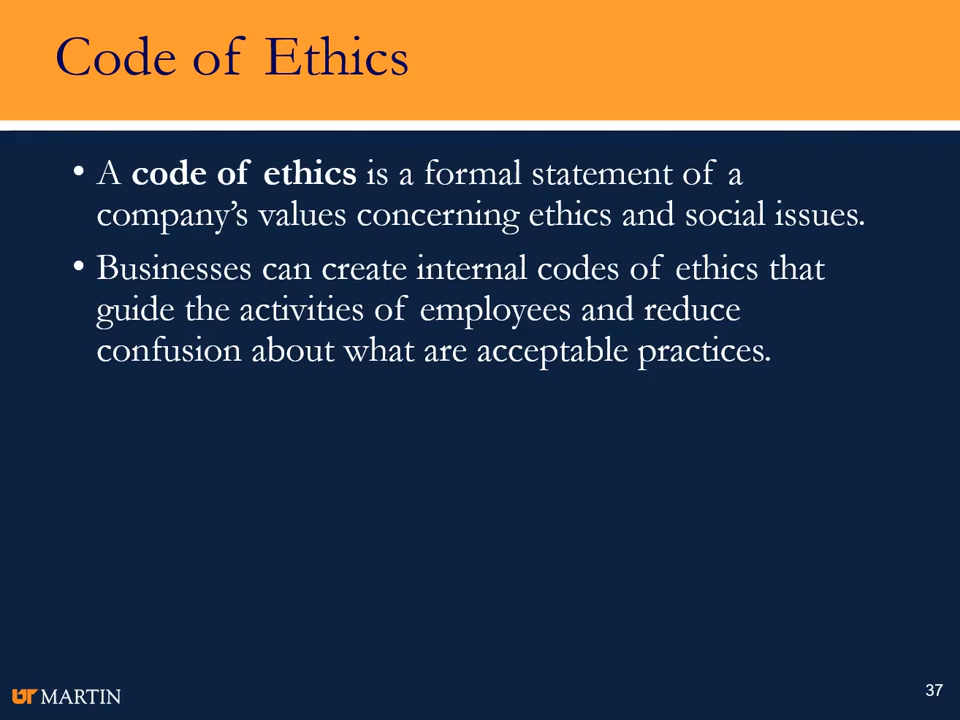 Code of Ethics
• A code of ethics is a formal statement of a
company’s values concerning ethics and social issues.
• Businesses can create internal codes of ethics that
guide the activities of employees and reduce
confusion about what are acceptable practices.
UT MARTIN
37